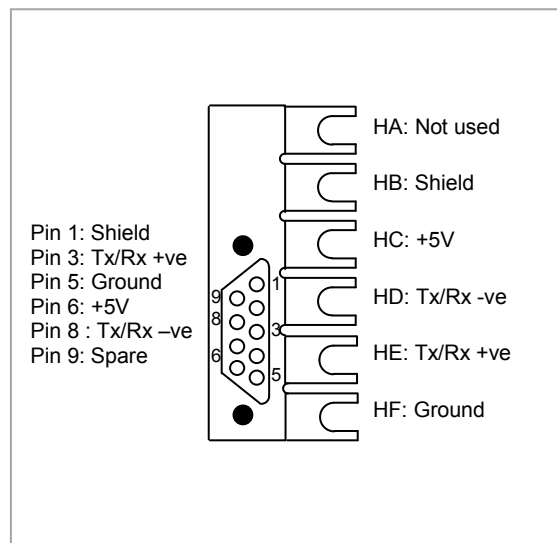 HA: Not used
HB: Shield
HC: +5V
HD: Tx/Rx -ve
HE: Tx/Rx +ve
HF: Ground
Pin 1: Shield
Pin 3: Tx/Rx +ve
Pin 5: Ground
Pin 6: +5V
Pin 8 : Tx/Rx –ve
Pin 9: Spare
1
9
8
3
6
5